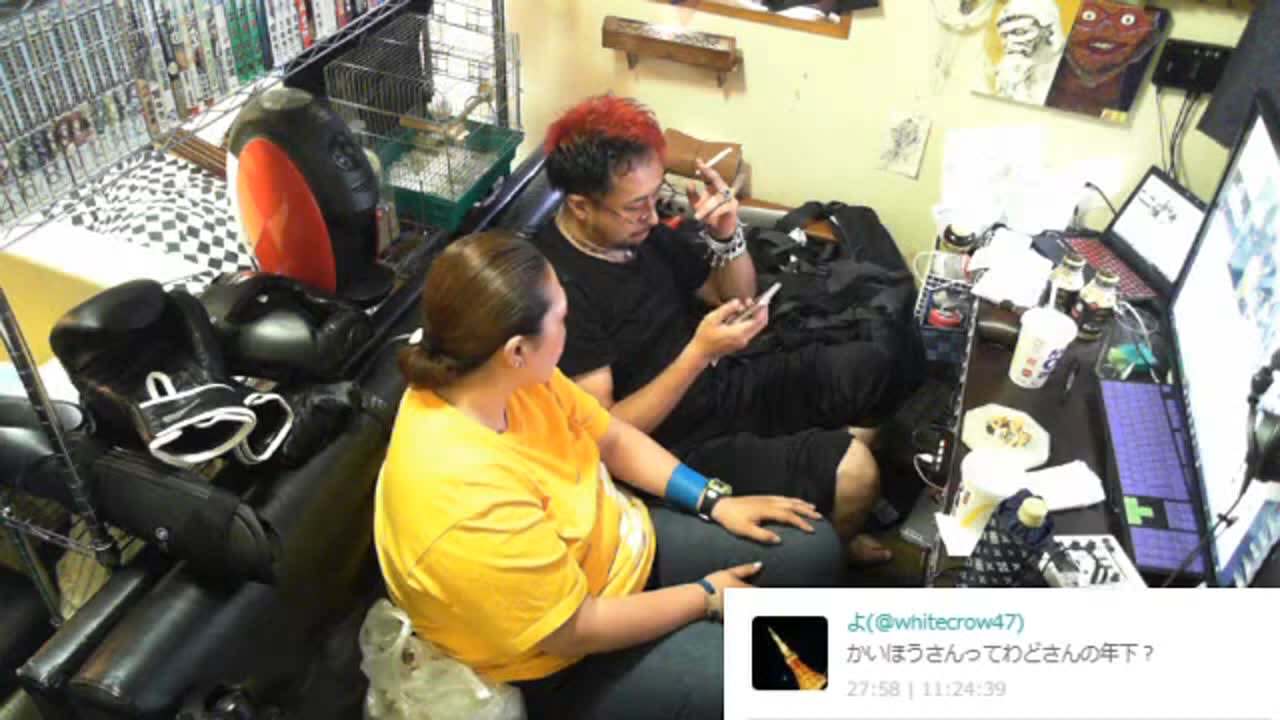 よ(@whitecrow47)
かいほうさんってわどさんの年下？
27:58 | 11:24:39